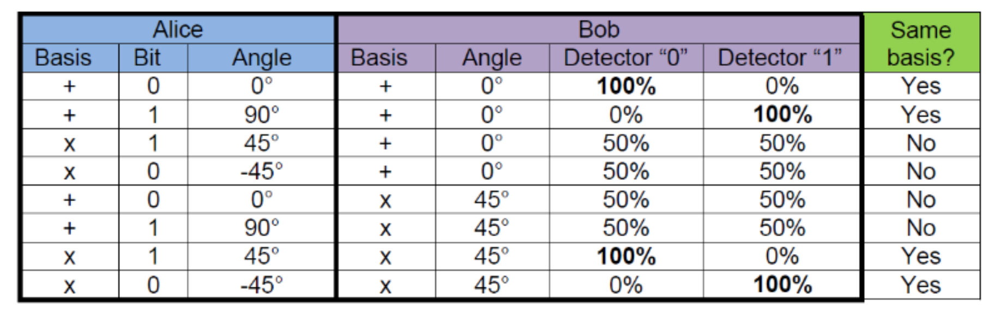 Alice Bob Same basis?
Basis Bit Angle Basis Angle Detector “0” Detector “1”
+ 0 0° + 0° 100% 0% Yes
+ 1 90° + 0° 0% 100% Yes
x 1 45° + 0° 50% 50% No
x 0 -45° + 0° 50% 50% No
+ 0 0° x 45° 50% 50% No
+ 1 90° x 45° 50% 50% No
x 1 45° x 45° 100% 0% Yes
x 0 -45° x 45° 0% 100% Yes